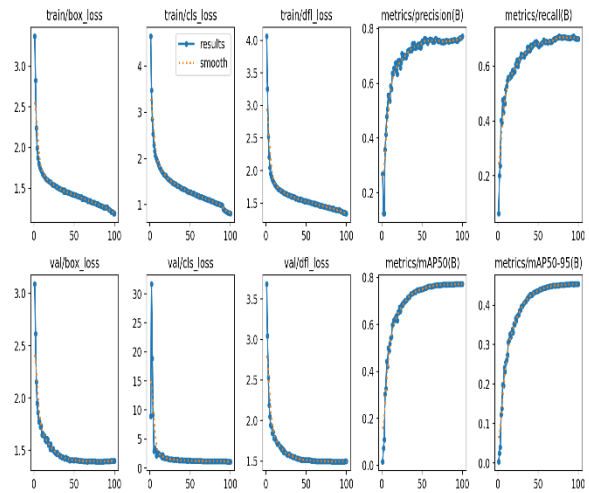 train/box_loss
train/cls_loss
train/dfl_loss
metrics/precision(B)
metrics/recall(B)
results
smooth
3.0
2.5
2.0
1.5
0 50 100
4
3
2
1
0 50 100
4.0
3.5
3.0
2.5
2.0
1.5
0 50 100
0.8
0.6
0.4
0.2
0 50 100
0.6
0.4
0.2
0 50 100
val/box_loss
val/cls_loss
val/dfl_loss
metrics/mAP50(B)
metrics/mAP50-95(B)
3.0
2.5
2.0
1.5
0 50 100
30
25
20
15
10
5
0
0 50 100
3.5
3.0
2.5
2.0
1.5
0 50 100
0.8
0.6
0.4
0.2
0.0
0 50 100
0.4
0.3
0.2
0.1
0.0
0 50 100